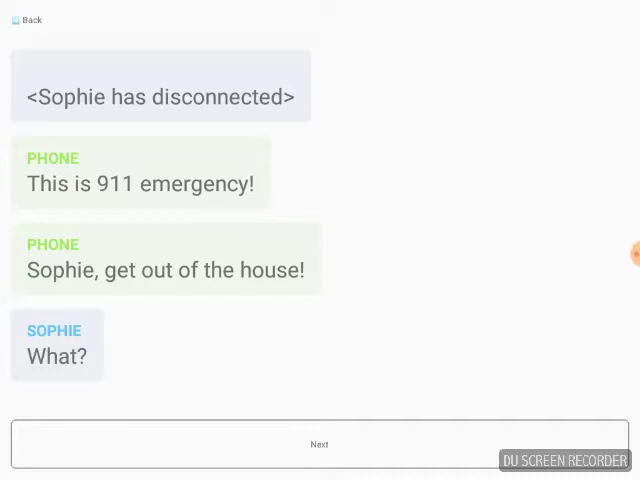 Back
<Sophie has disconnected>
PHONE
This is 911 emergency!
PHONE
Sophie, get out of the house!
SOPHIE
What?
Next
DU SCREEN RECORDER